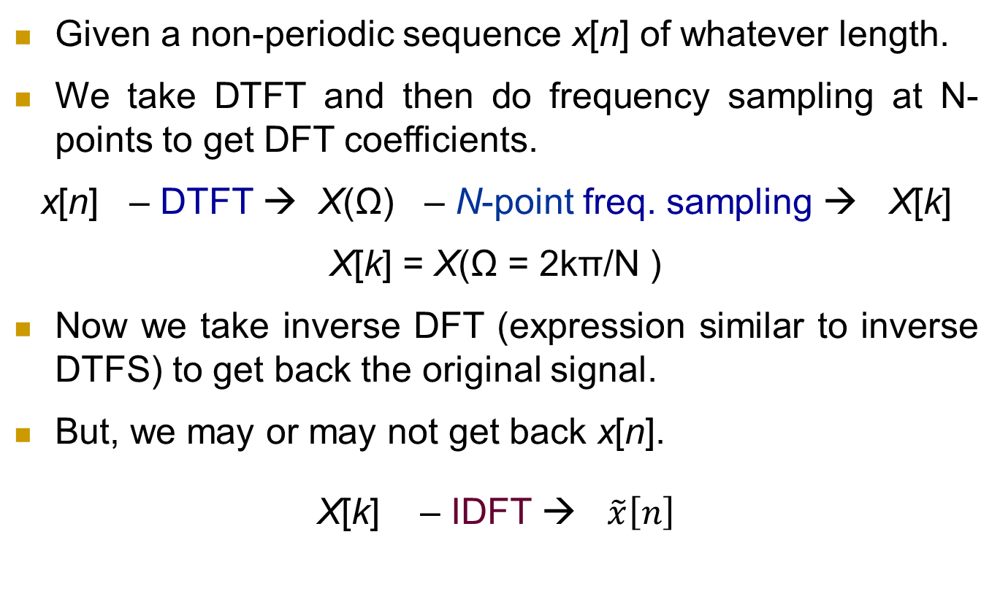 Given a non-periodic sequence x[n] of whatever length.
We take DTFT and then do frequency sampling at N-
points to get DFT coefficients.
x[n] – DTFT → X(Ω) – N-point freq. sampling → X[k]
X[k] = X(Ω = 2kπ/N )
Now we take inverse DFT (expression similar to inverse
DTFS) to get back the original signal.
But, we may or may not get back x[n].
X[k] – IDFT → x̃[n]